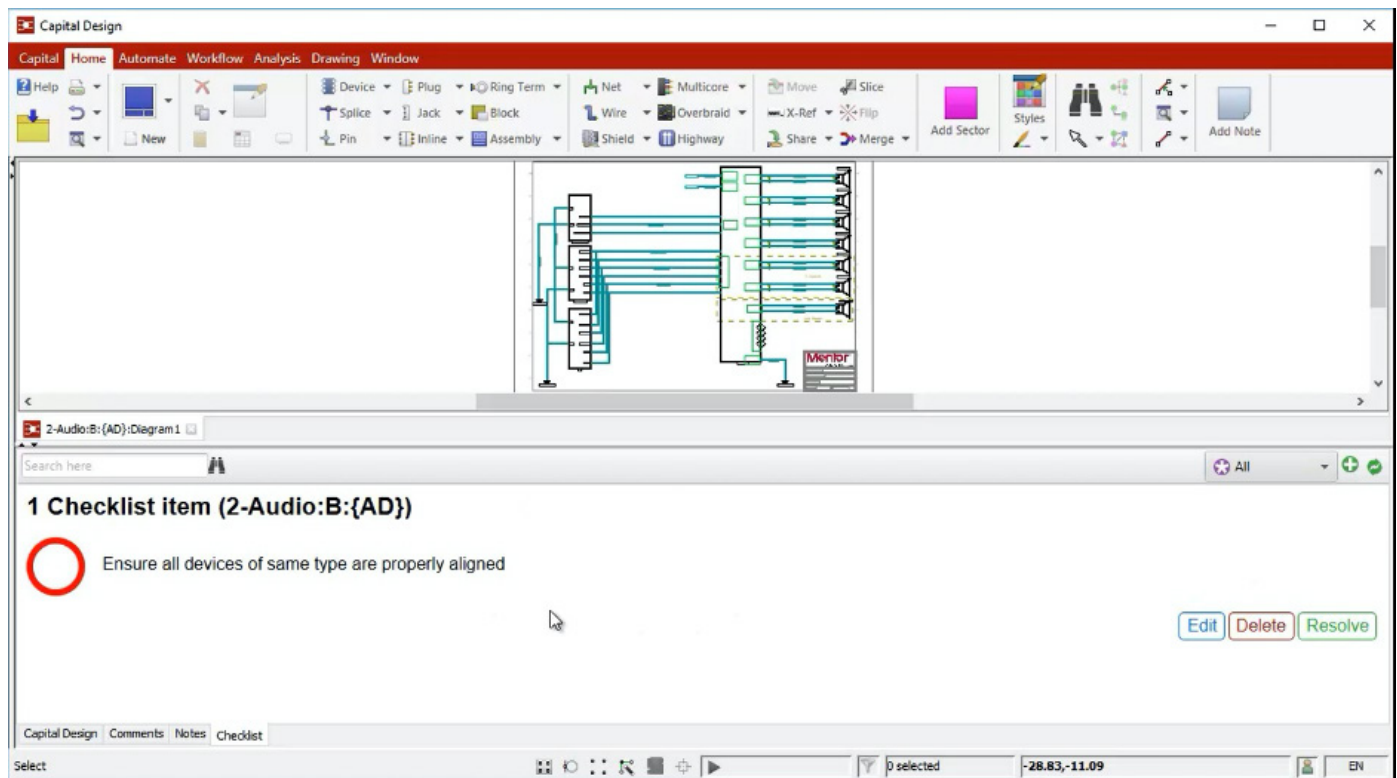 Capital Design
Capital Home Automate Workflow Analysis Drawing Window
Help Device Plug Ring Term Net Multicore Move Slice
Splice Jack Block Wire Overbraid X-Ref Flip Add Sector Styles Add Note
New Pin Inline Assembly Shield Highway Share Merge
Mentor
2-Audio:B:{AD}:Diagram1
Search here
All
1 Checklist item (2-Audio:B:{AD})
Ensure all devices of same type are properly aligned
Edit Delete Resolve
Capital Design Comments Notes Checklist
Select 0 selected -28.83,-11.09 EN